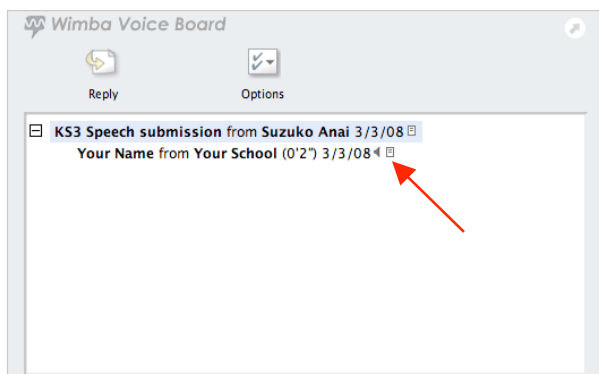 Wimba Voice Board
Reply Options
KS3 Speech submission from Suzuko Anai 3/3/08
Your Name from Your School (0'2") 3/3/08